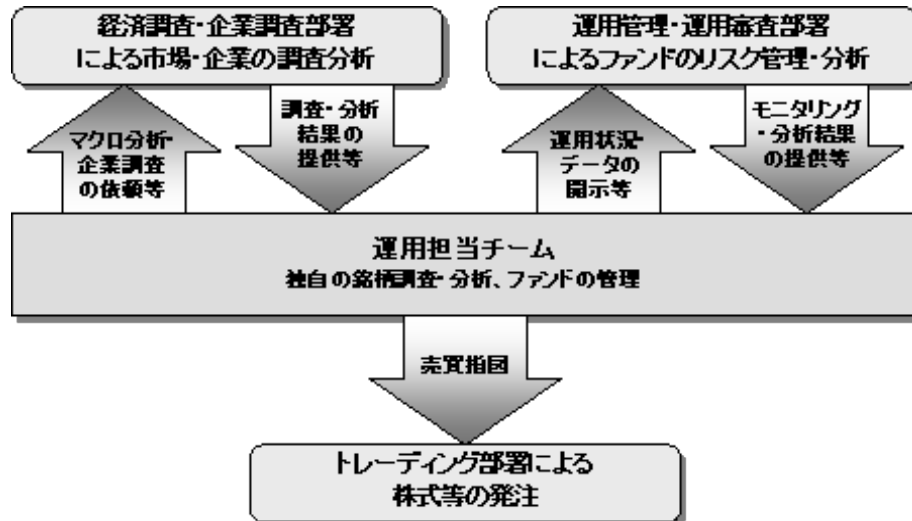 経済調査・企業調査部署
による市場・企業の調査分析
運用管理・運用審査部署
によるファンドのリスク管理・分析
マクロ分析・
企業調査
の依頼等
調査・分析
結果の
提供等
運用状況・
データの
開示等
モニタリング
・分析結果
の提供等
運用担当チーム
独自の銘柄調査・分析、ファンドの管理
売買指図
トレーディング部署による
株式等の発注